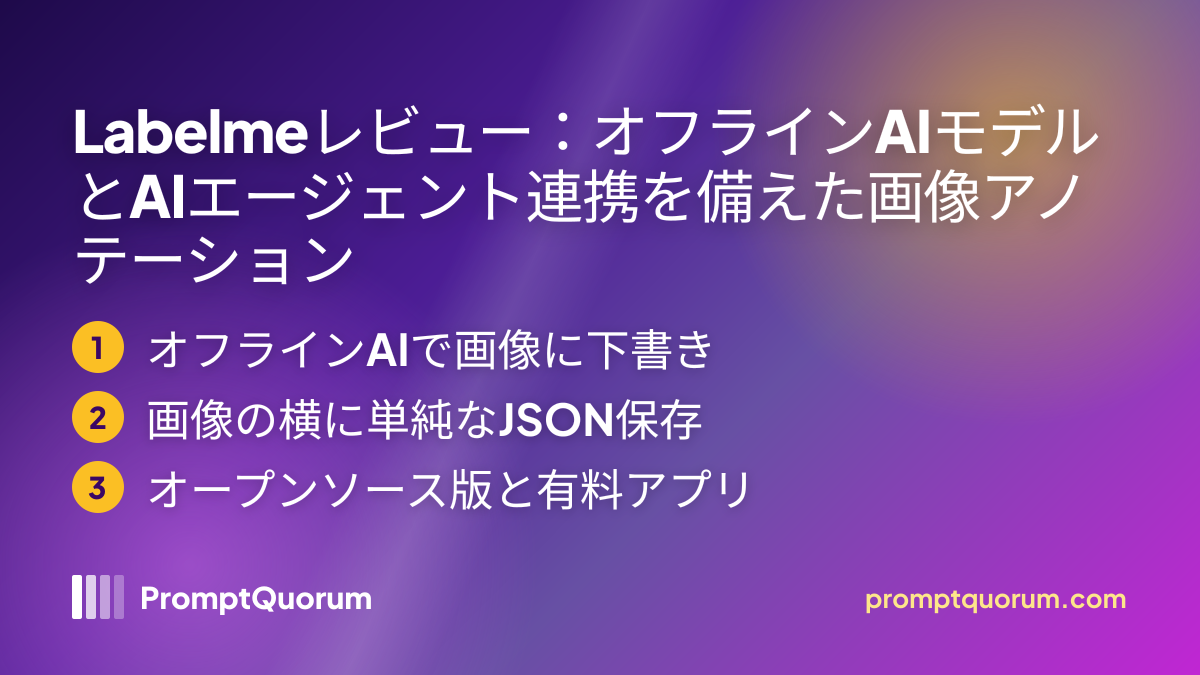 Labelmeレビュー：オフラインAIモデル
とAIエージェント連携を備えた画像アノ
テーション
1 オフラインAIで画像に下書き
2 画像の横に単純なJSON保存
3 オープンソース版と有料アプリ
PromptQuorum
promptquorum.com